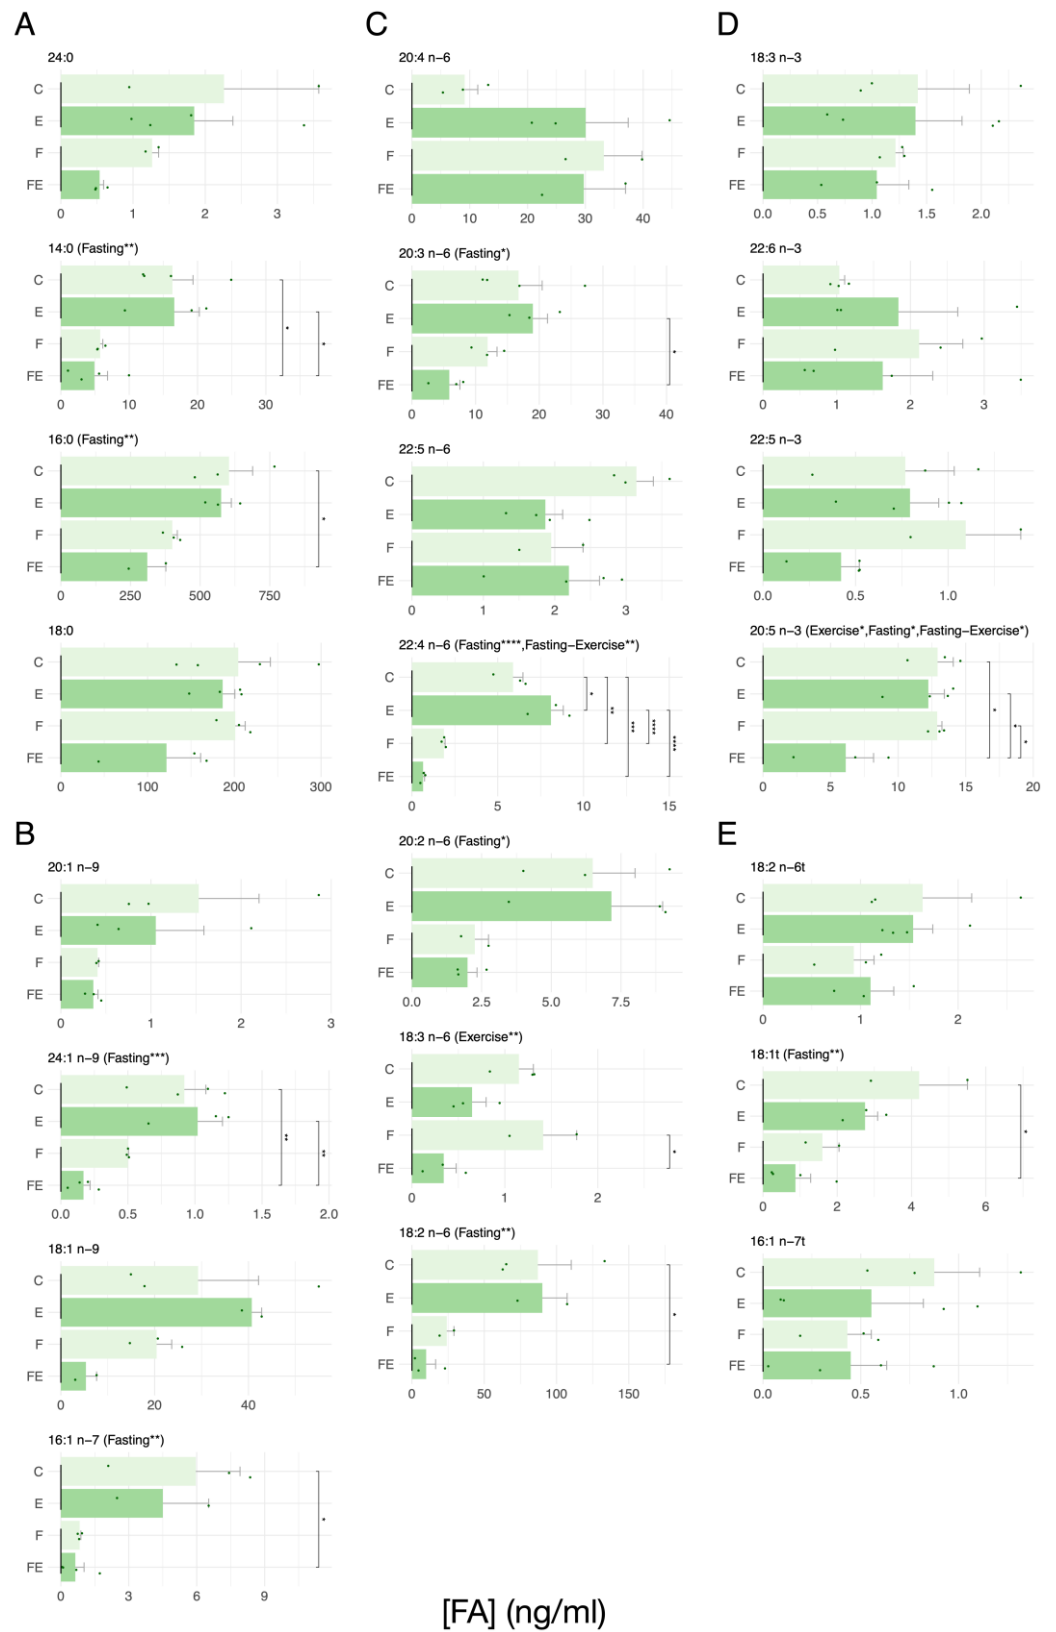 A
24:0
C
E
F
FE
0 1 2 3
14:0 (Fasting**)
C
E
F
FE
*
*
0 10 20 30
16:0 (Fasting**)
C
E
F
FE
*
0 250 500 750
18:0
C
E
F
FE
0 100 200 300
B
20:1 n−9
C
E
F
FE
0 1 2 3
24:1 n−9 (Fasting***)
C
E
F
FE
**
**
0.0 0.5 1.0 1.5 2.0
18:1 n−9
C
E
F
FE
0 20 40
16:1 n−7 (Fasting**)
C
E
F
FE
*
0 3 6 9
C
20:4 n−6
C
E
F
FE
0 10 20 30 40
20:3 n−6 (Fasting*)
C
E
F
FE
*
0 10 20 30 40
22:5 n−6
C
E
F
FE
0 1 2 3
22:4 n−6 (Fasting****,Fasting−Exercise**)
C
E
F
FE
*
**
***
****
****
0 5 10 15
20:2 n−6 (Fasting*)
C
E
F
FE
0.0 2.5 5.0 7.5
18:3 n−6 (Exercise**)
C
E
F
FE
*
0 1 2
18:2 n−6 (Fasting**)
C
E
F
FE
*
0 50 100 150
D
18:3 n−3
C
E
F
FE
0.0 0.5 1.0 1.5 2.0
22:6 n−3
C
E
F
FE
0 1 2 3
22:5 n−3
C
E
F
FE
0.0 0.5 1.0
20:5 n−3 (Exercise*,Fasting*,Fasting−Exercise*)
C
E
F
FE
*
*
*
0 5 10 15 20
E
18:2 n−6t
C
E
F
FE
0 1 2
18:1t (Fasting**)
C
E
F
FE
*
0 2 4 6
16:1 n−7t
C
E
F
FE
0.0 0.5 1.0
[FA] (ng/ml)